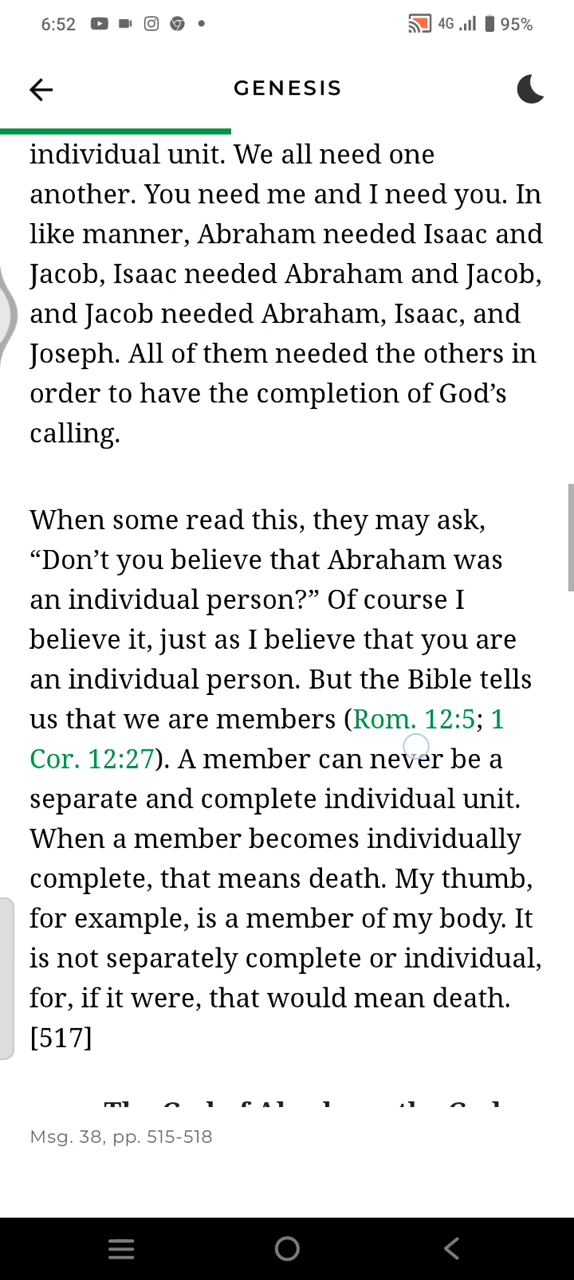 6:52
4G
95%
GENESIS
individual unit. We all need one
another. You need me and I need you. In
like manner, Abraham needed Isaac and
Jacob, Isaac needed Abraham and Jacob,
and Jacob needed Abraham, Isaac, and
Joseph. All of them needed the others in
order to have the completion of God’s
calling.
When some read this, they may ask,
“Don’t you believe that Abraham was
an individual person?” Of course I
believe it, just as I believe that you are
an individual person. But the Bible tells
us that we are members (Rom. 12:5; 1
Cor. 12:27). A member can never be a
separate and complete individual unit.
When a member becomes individually
complete, that means death. My thumb,
for example, is a member of my body. It
is not separately complete or individual,
for, if it were, that would mean death.
[517]
Msg. 38, pp. 515-518